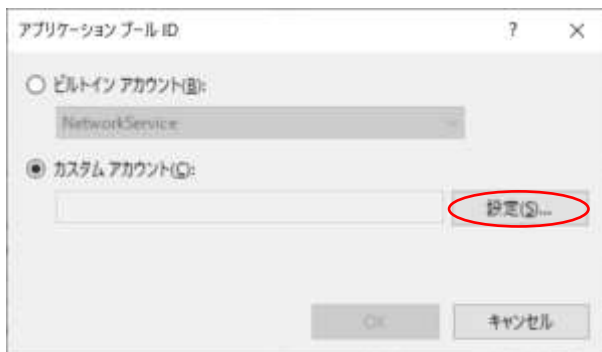 アプリケーション プール ID ?
ビルトイン アカウント(B):
NetworkService
カスタム アカウント(C):
設定(S)...
OK キャンセル